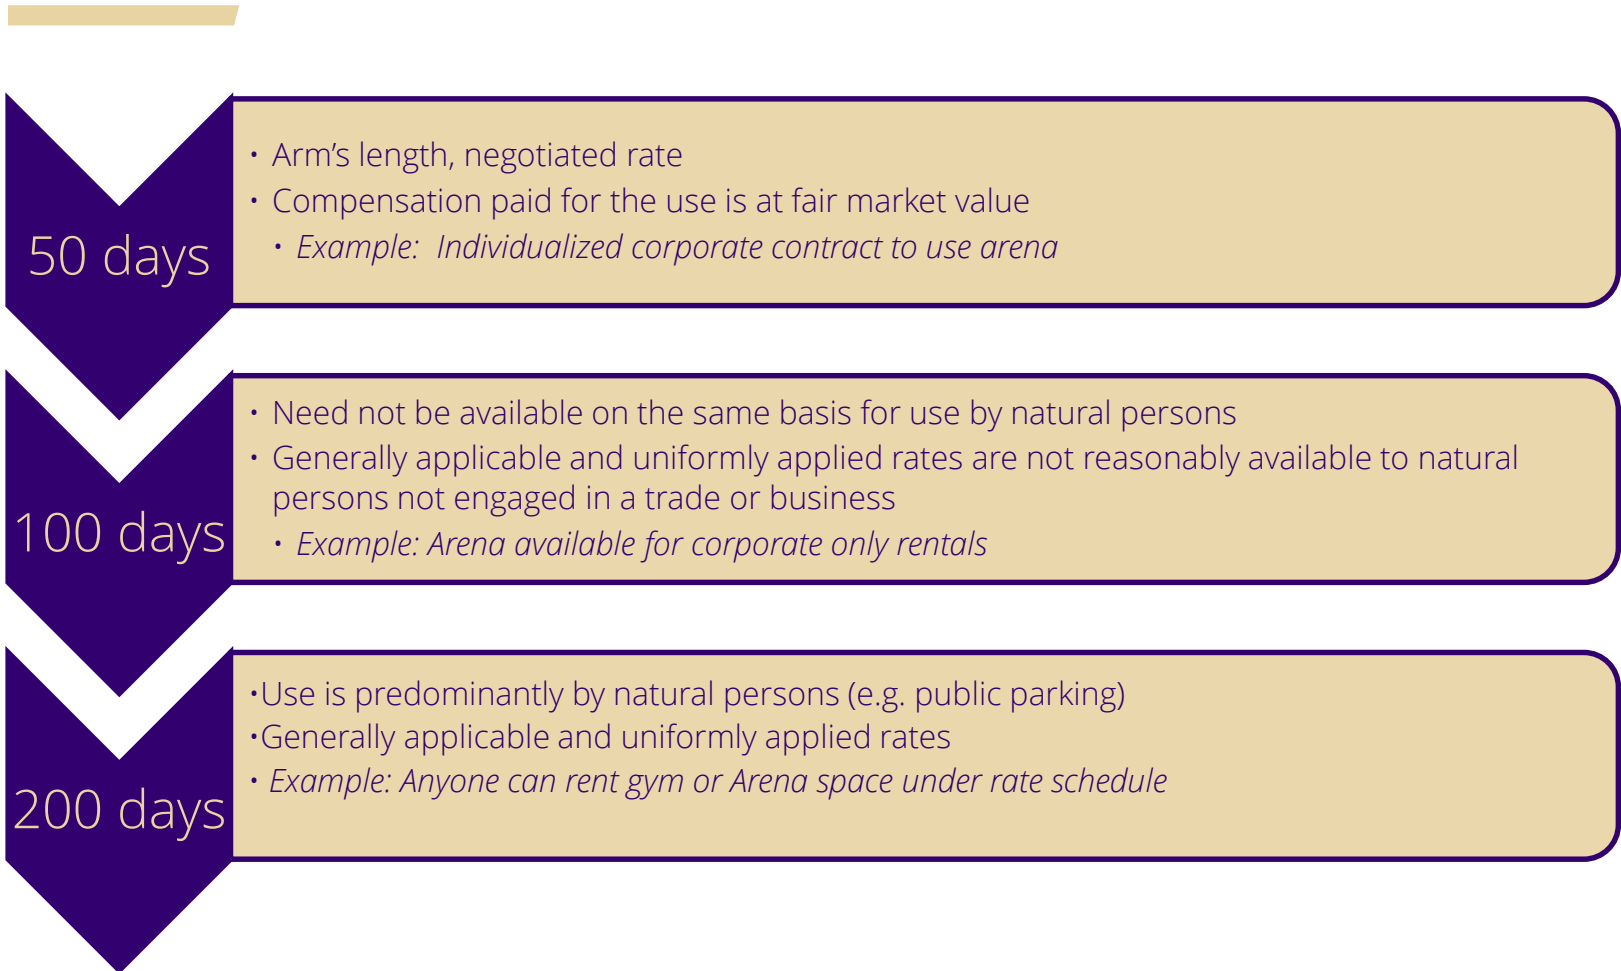 50 days
• Arm’s length, negotiated rate
• Compensation paid for the use is at fair market value
• Example:  Individualized corporate contract to use arena
100 days
• Need not be available on the same basis for use by natural persons
• Generally applicable and uniformly applied rates are not reasonably available to natural
persons not engaged in a trade or business
• Example: Arena available for corporate only rentals
200 days
•Use is predominantly by natural persons (e.g. public parking)
•Generally applicable and uniformly applied rates
• Example: Anyone can rent gym or Arena space under rate schedule